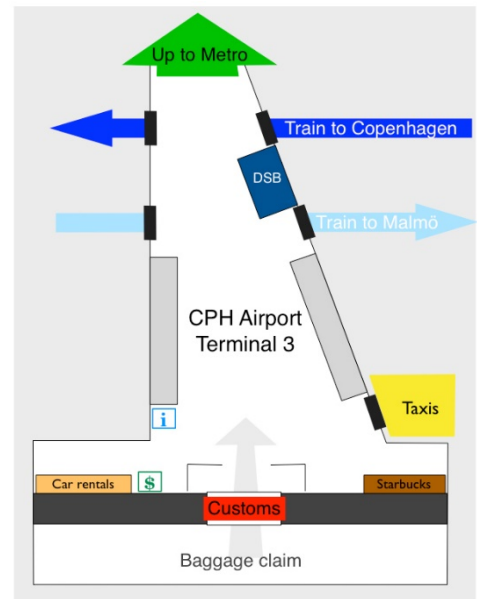 Up to Metro
Train to Copenhagen
DSB
Train to Malmö
CPH Airport
Terminal 3
Taxis
i
Car rentals
$
Starbucks
Customs
Baggage claim